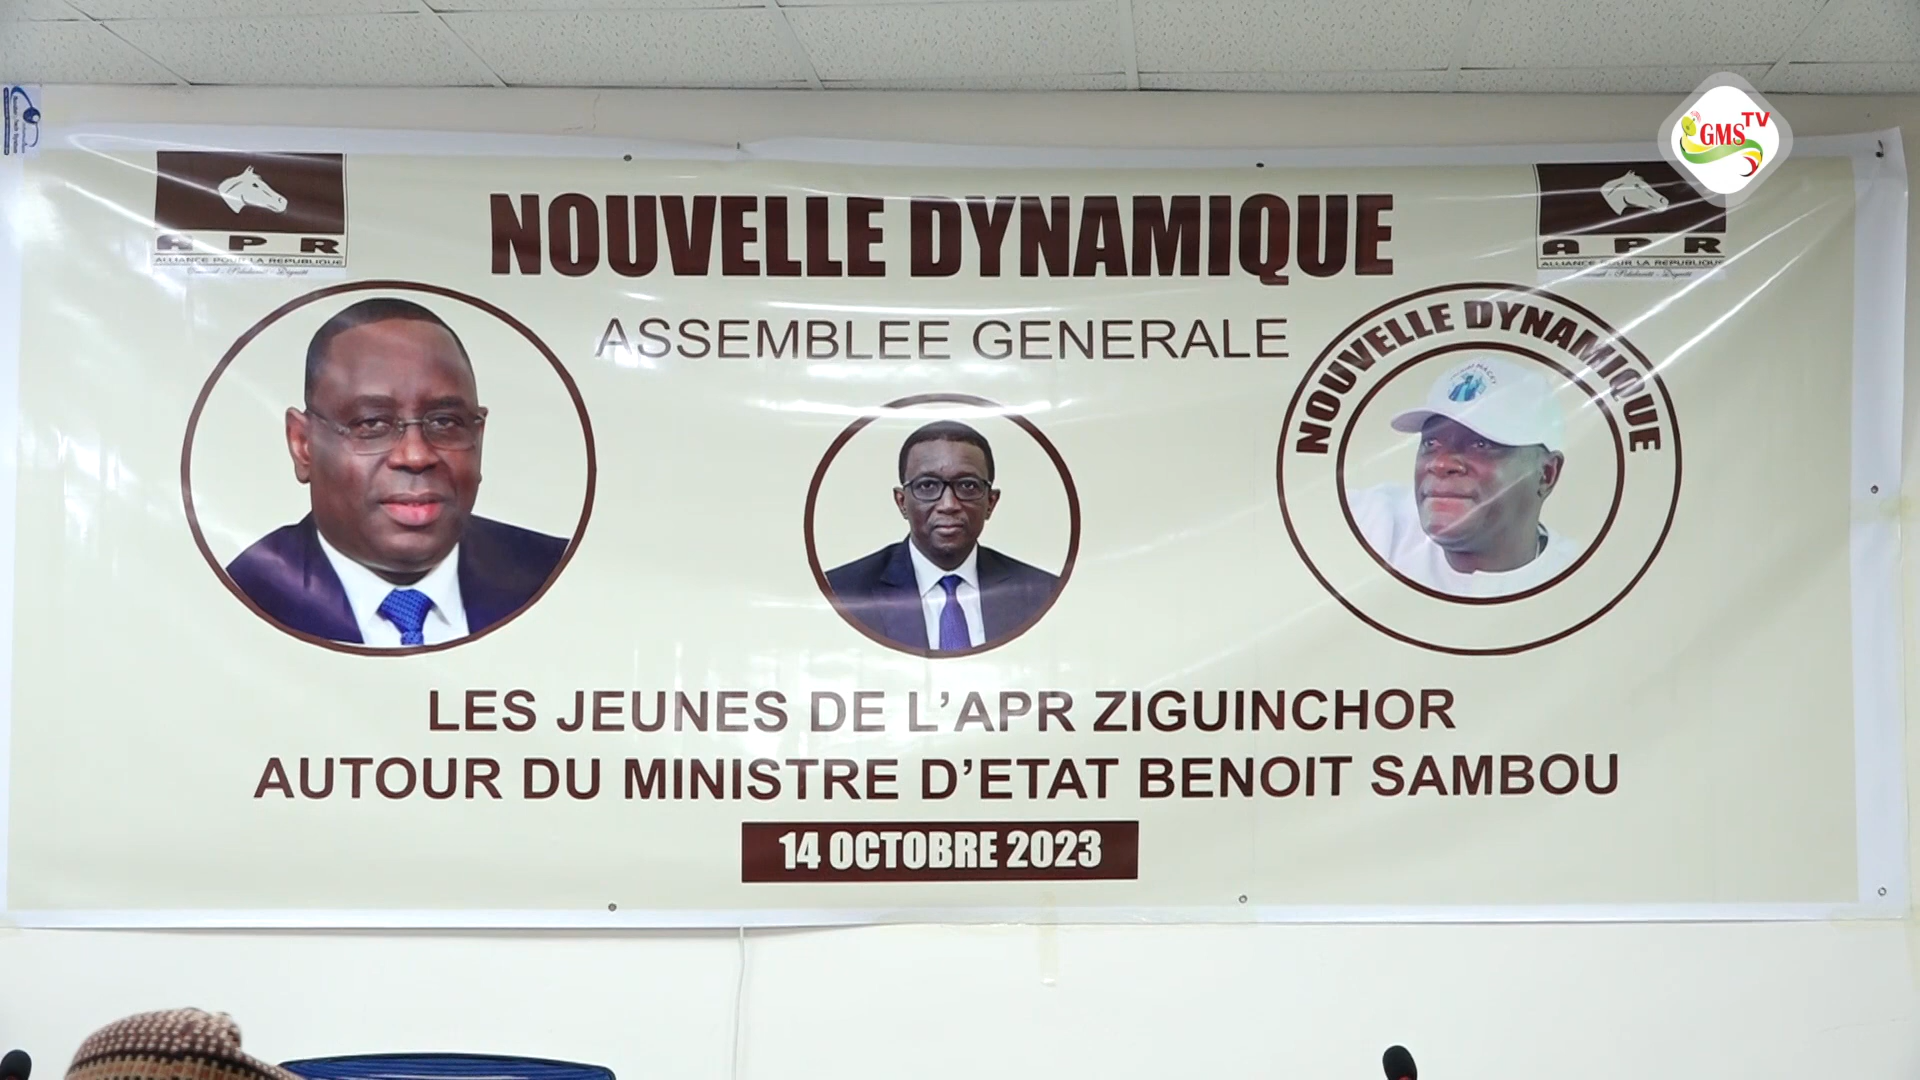 GMS TV
APR
ALLIANCE POUR LA REPUBLIQUE
NOUVELLE DYNAMIQUE
APR
ALLIANCE POUR LA REPUBLIQUE
ASSEMBLEE GENERALE
NOUVELLE DYNAMIQUE
LES JEUNES DE L'APR ZIGUINCHOR
AUTOUR DU MINISTRE D'ETAT BENOIT SAMBOU
14 OCTOBRE 2023